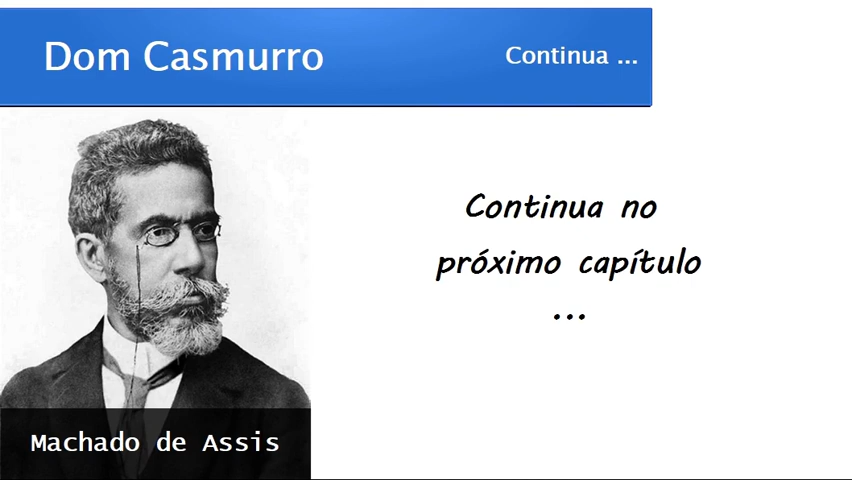 Dom Casmurro
Continua ...
Continua no
próximo capítulo
...
Machado de Assis